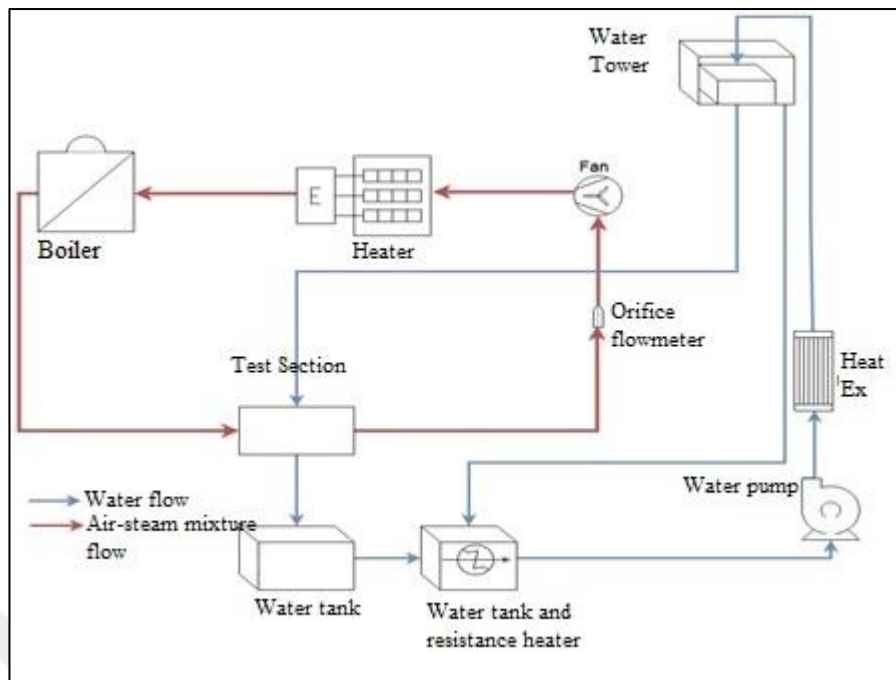 Water
Tower
Fan
E
Boiler
Heater
Orifice
flowmeter
Test Section
Heat
Ex
Water flow
Air-steam mixture
flow
Water pump
C
Water tank
Water tank and
resistance heater